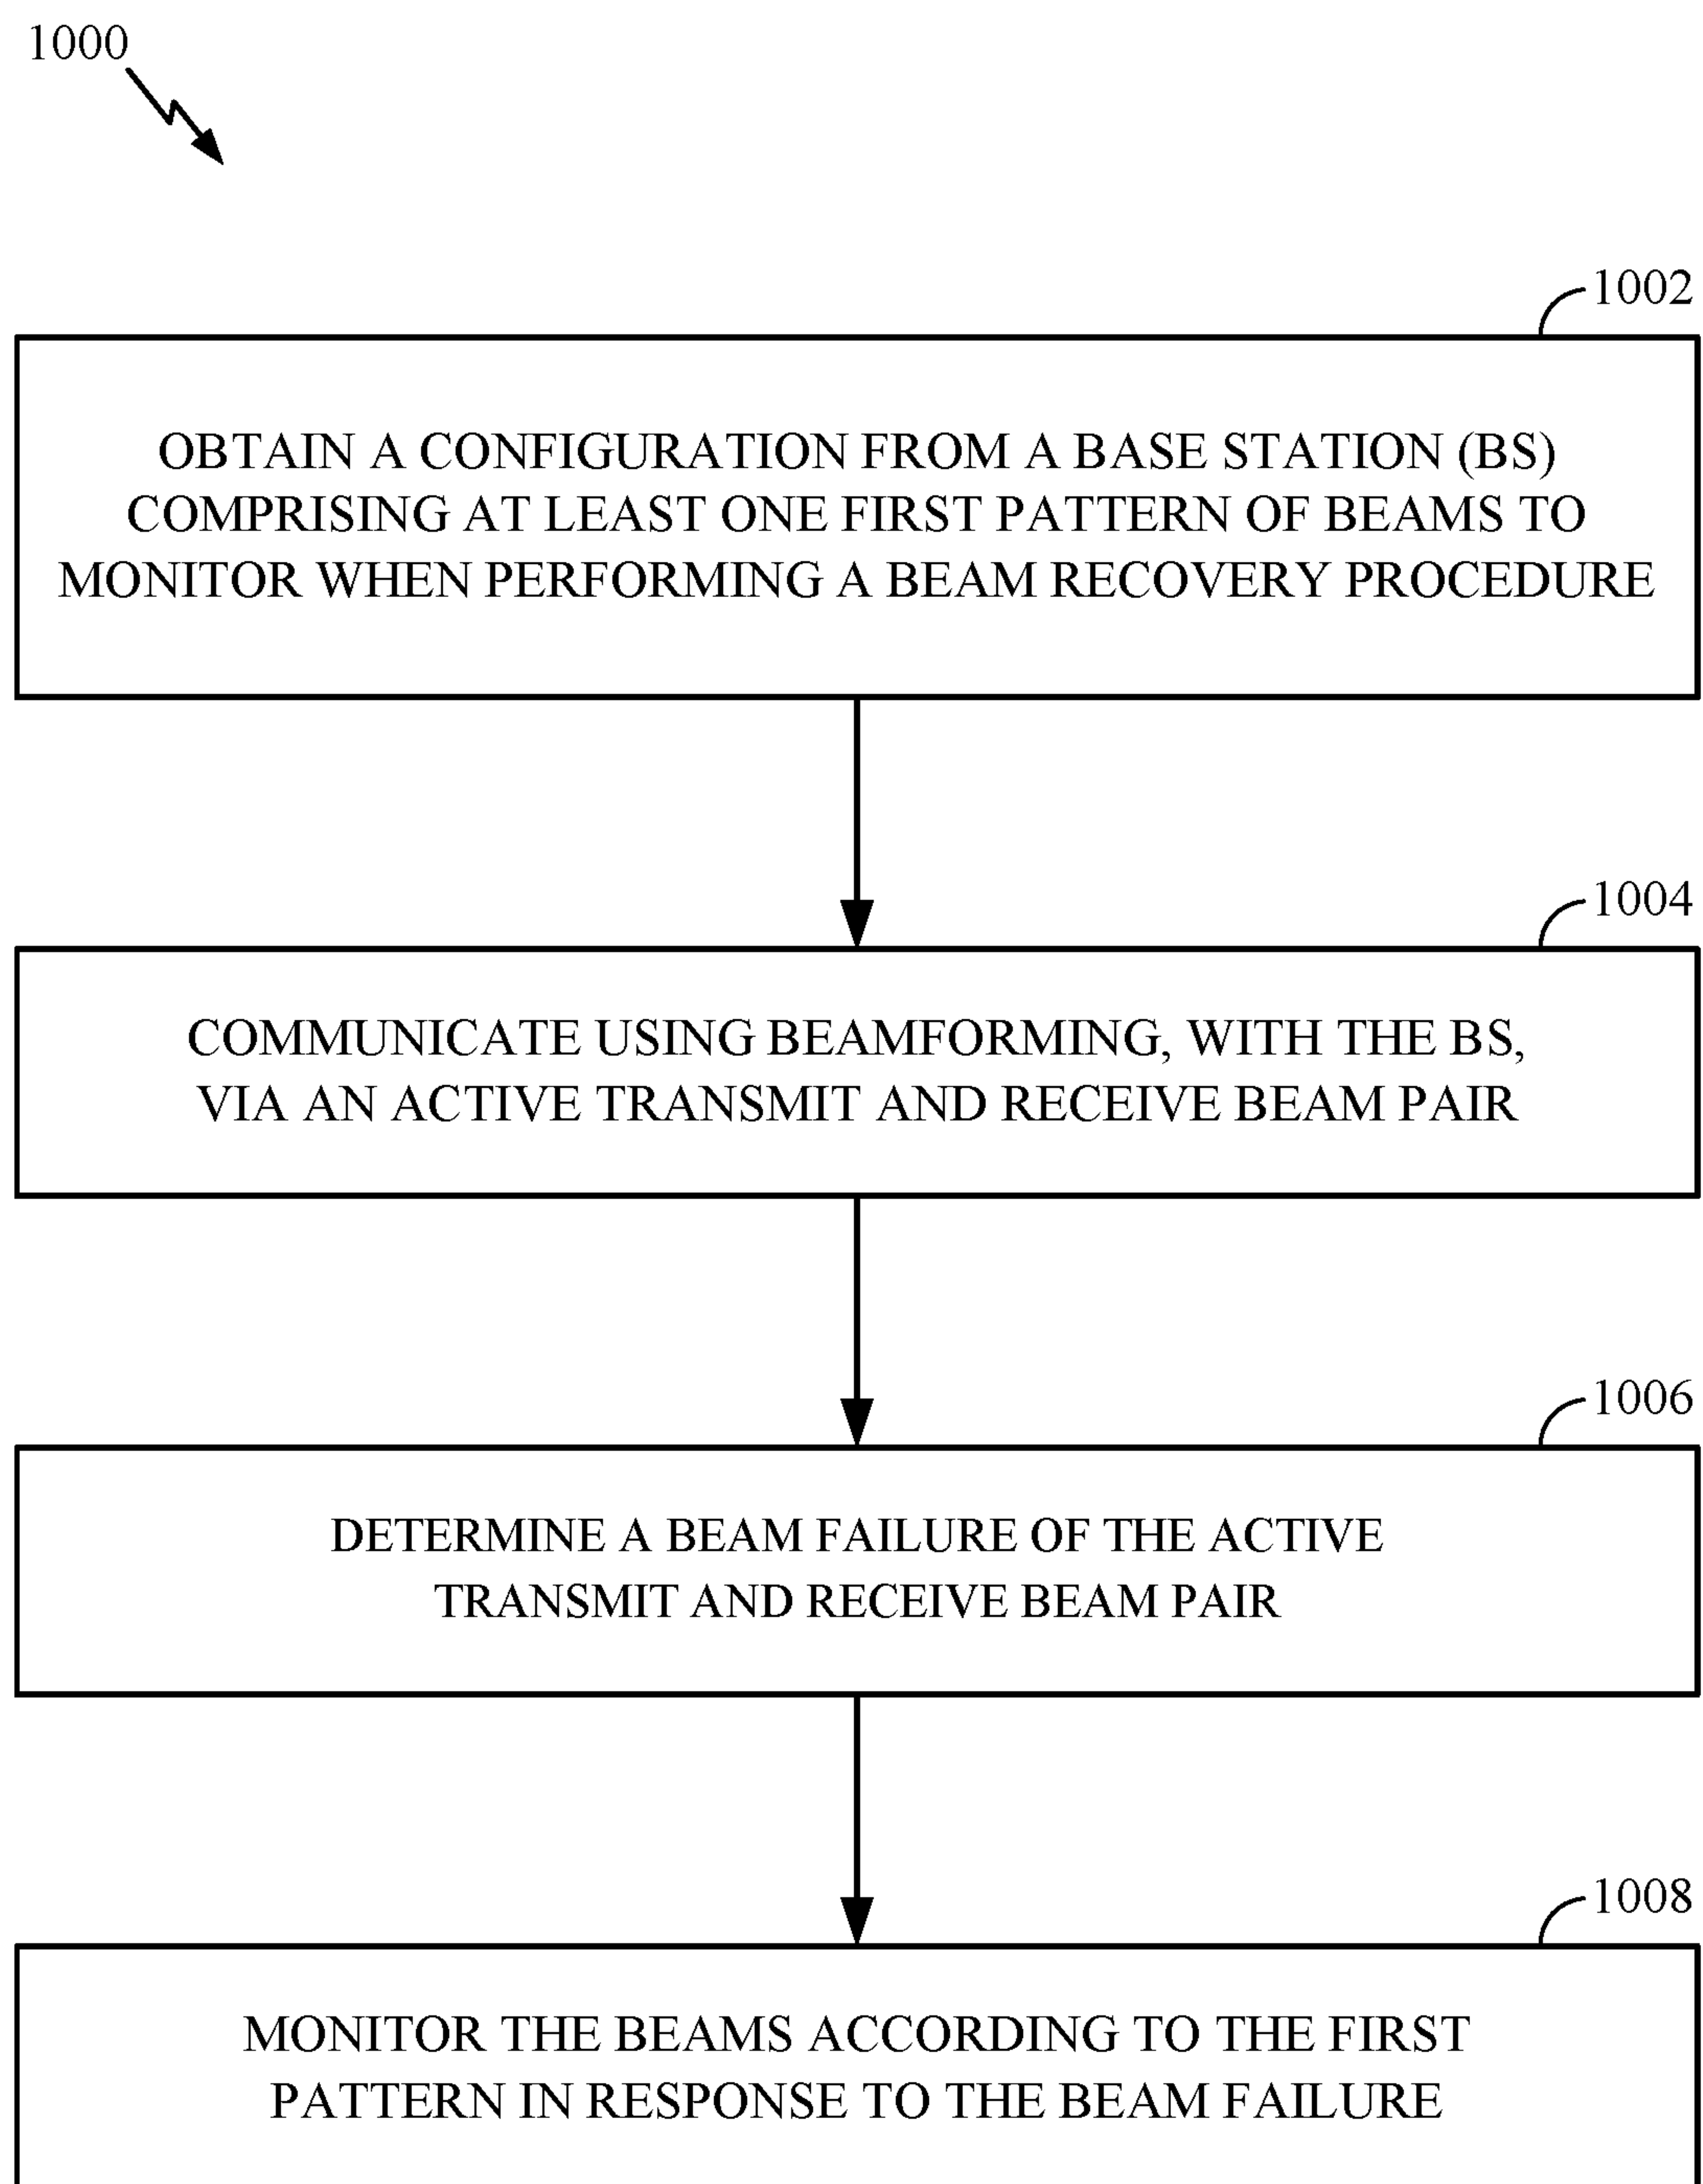 1000
1002
OBTAIN A CONFIGURATION FROM A BASE STATION (BS)
COMPRISING AT LEAST ONE FIRST PATTERN OF BEAMS TO
MONITOR WHEN PERFORMING A BEAM RECOVERY PROCEDURE
1004
COMMUNICATE USING BEAMFORMING, WITH THE BS,
VIA AN ACTIVE TRANSMIT AND RECEIVE BEAM PAIR
1006
DETERMINE A BEAM FAILURE OF THE ACTIVE
TRANSMIT AND RECEIVE BEAM PAIR
1008
MONITOR THE BEAMS ACCORDING TO THE FIRST
PATTERN IN RESPONSE TO THE BEAM FAILURE